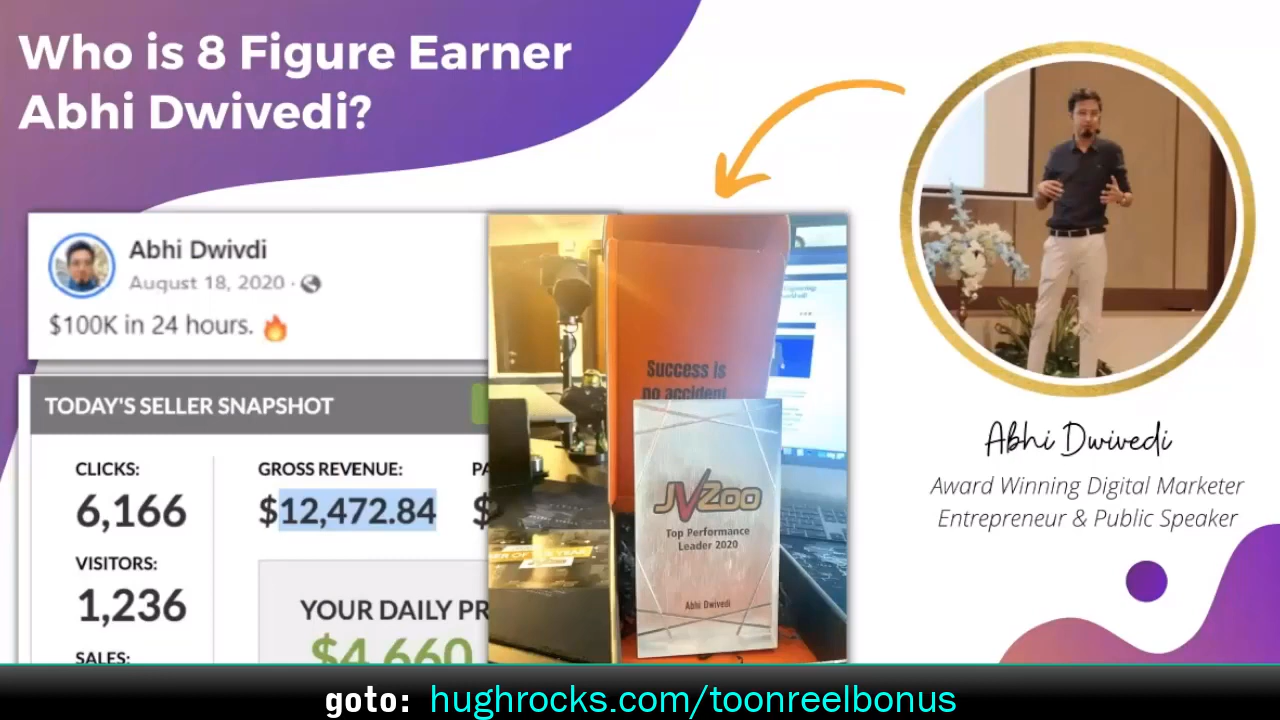 Who is 8 Figure Earner
Abhi Dwivedi?
Abhi Dwivdi
August 18, 2020 ·
$100K in 24 hours. 🔥
TODAY'S SELLER SNAPSHOT
CLICKS:
6,166
GROSS REVENUE:
$12,472.84
PA
$
VISITORS:
1,236
YOUR DAILY PR
$4,660
SALES:
Success is
no accident
JVZoo
Top Performance
Leader 2020
Abhi Dwivedi
Abhi Dwivedi
Award Winning Digital Marketer
Entrepreneur & Public Speaker
goto: hughrocks.com/toonreelbonus